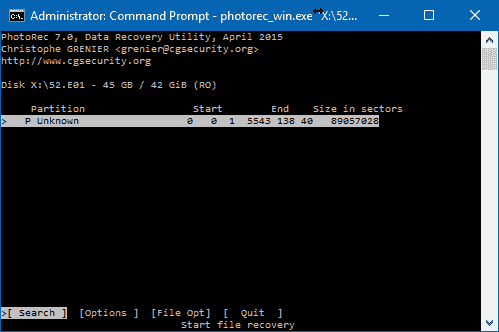 Administrator: Command Prompt - photorec_win.exe "X:\52...
PhotoRec 7.0, Data Recovery Utility, April 2015
Christophe GRENIER <grenier@cgsecurity.org>
http://www.cgsecurity.org
Disk X:\52.E01 - 45 GB / 42 GiB (RO)
Partition Start End Size in sectors
> P Unknown 0 0 1 5543 138 40 89057028
>[ Search ] [Options ] [File Opt] [ Quit ]
Start file recovery